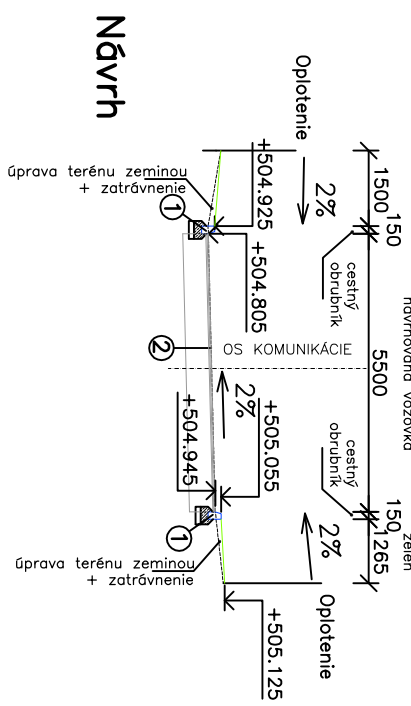 Návrh
Oplotenie
2%
1500
150
cestný
obrubník
navrhovaná vozovka
5500
cestný
obrubník
150
zeleň
1265
2%
Oplotenie
+504.925
+504.805
OS KOMUNIKÁCIE
2%
+505.055
+504.945
+505.125
úprava terénu zeminou
+ zatrávnenie
1
2
1
úprava terénu zeminou
+ zatrávnenie